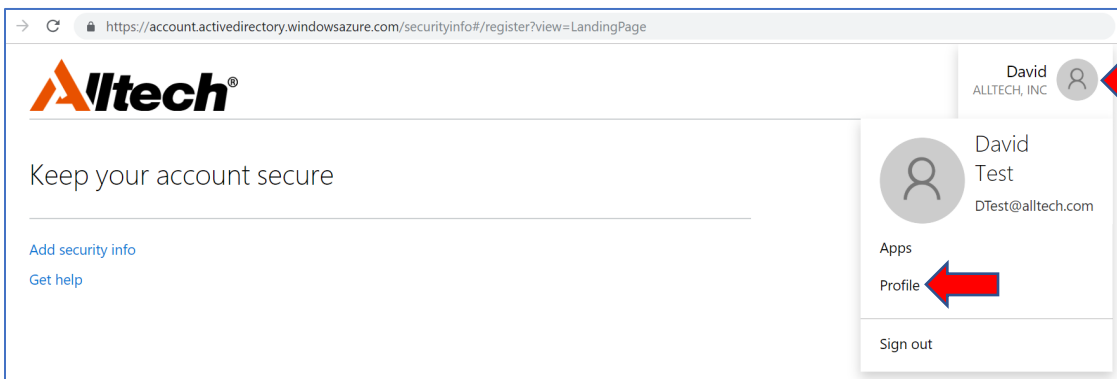 https://account.activedirectory.windowsazure.com/securityinfo#/register?view=LandingPage
Alltech®
David
ALLTECH, INC
Keep your account secure
Add security info
Get help
David
Test
DTest@alltech.com
Apps
Profile
Sign out